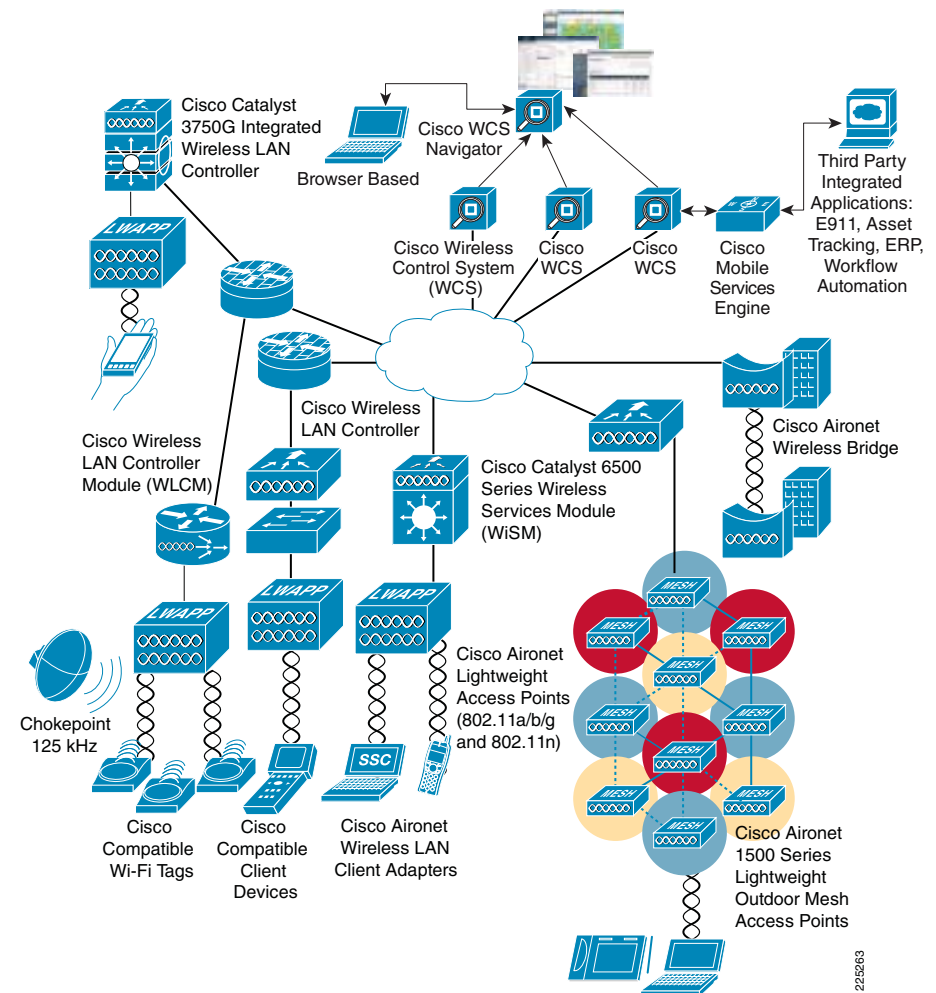 Cisco Catalyst
3750G Integrated
Wireless LAN
Controller
Browser Based
Cisco WCS
Navigator
Third Party
Integrated
Applications:
E911, Asset
Tracking, ERP,
Workflow
Automation
LWAPP
Cisco Wireless
Control System
(WCS)
Cisco
WCS
Cisco
WCS
W
E
Cisco
Mobile
Services
Engine
Cisco Wireless
LAN Controller
Module (WLCM)
Cisco Wireless
LAN Controller
Cisco Catalyst 6500
Series Wireless
Services Module
(WiSM)
Cisco Aironet
Wireless Bridge
LWAPP
LWAPP
LWAPP
Chokepoint
125 kHz
Cisco Aironet
Lightweight
Access Points
(802.11a/b/g
and 802.11n)
MESH
MESH
MESH
MESH
MESH
MESH
MESH
MESH
MESH
MESH
SSC
Cisco
Compatible
Wi-Fi Tags
Cisco
Compatible
Client
Devices
Cisco Aironet
Wireless LAN
Client Adapters
Cisco Aironet
1500 Series
Lightweight
Outdoor Mesh
Access Points
225263